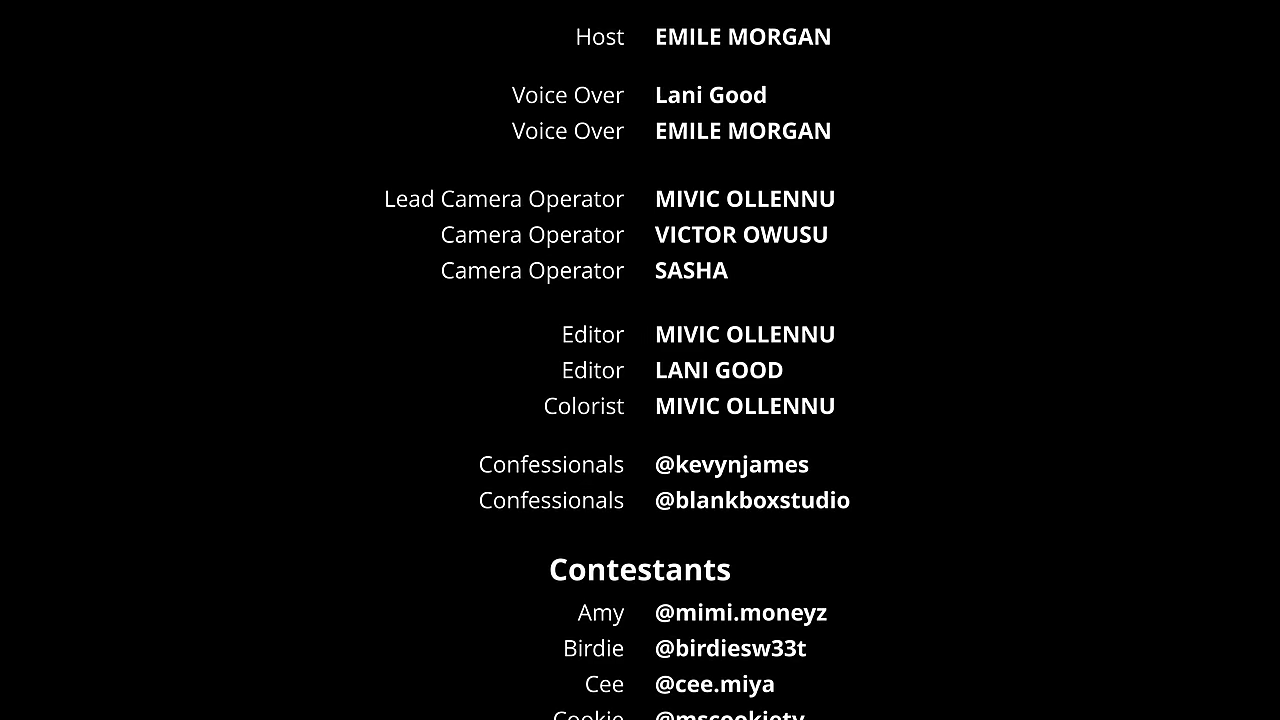 Host EMILE MORGAN
Voice Over Lani Good
Voice Over EMILE MORGAN
Lead Camera Operator MIVIC OLLENNU
Camera Operator VICTOR OWUSU
Camera Operator SASHA
Editor MIVIC OLLENNU
Editor LANI GOOD
Colorist MIVIC OLLENNU
Confessionals @kevynjames
Confessionals @blankboxstudio
Contestants
Amy @mimi.moneyz
Birdie @birdiesw33t
Cee @cee.miya
Cookie